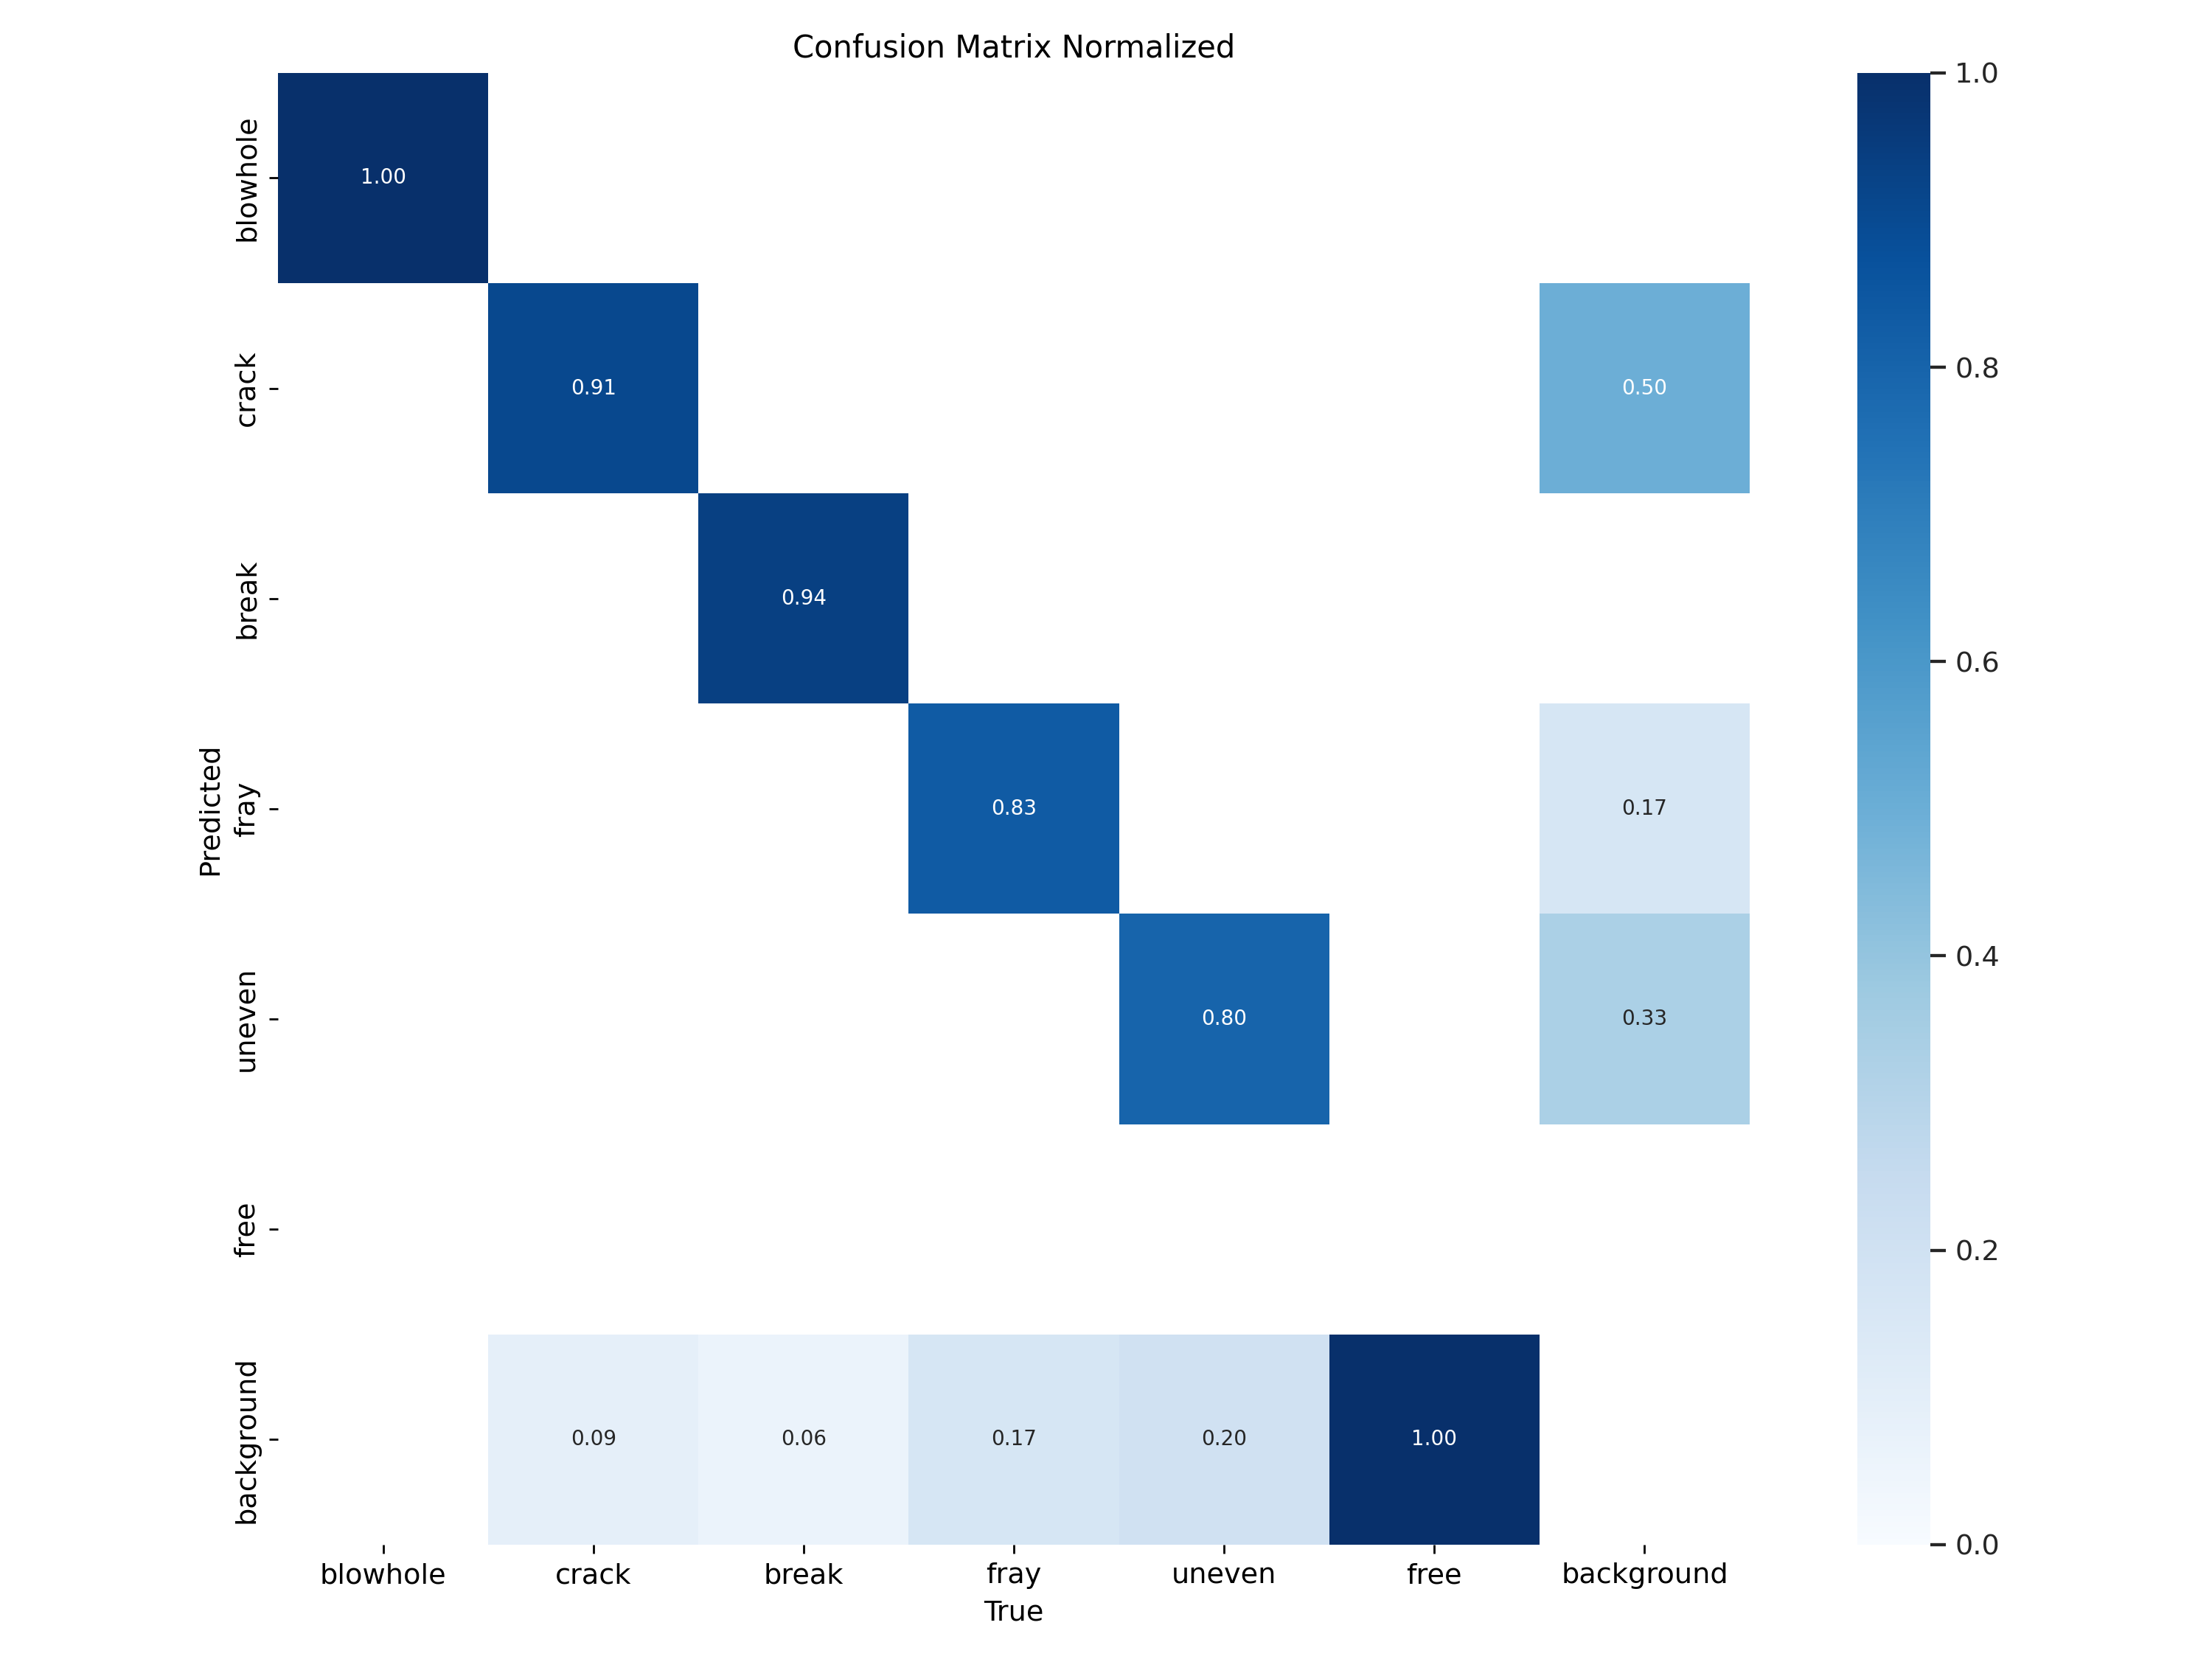 Confusion Matrix Normalized
blowhole
crack
break
fray
uneven
free
background
Predicted
1.00
0.91
0.50
0.94
0.83
0.17
0.80
0.33
0.09
0.06
0.17
0.20
1.00
blowhole crack break fray uneven free background
True
1.0
0.8
0.6
0.4
0.2
0.0